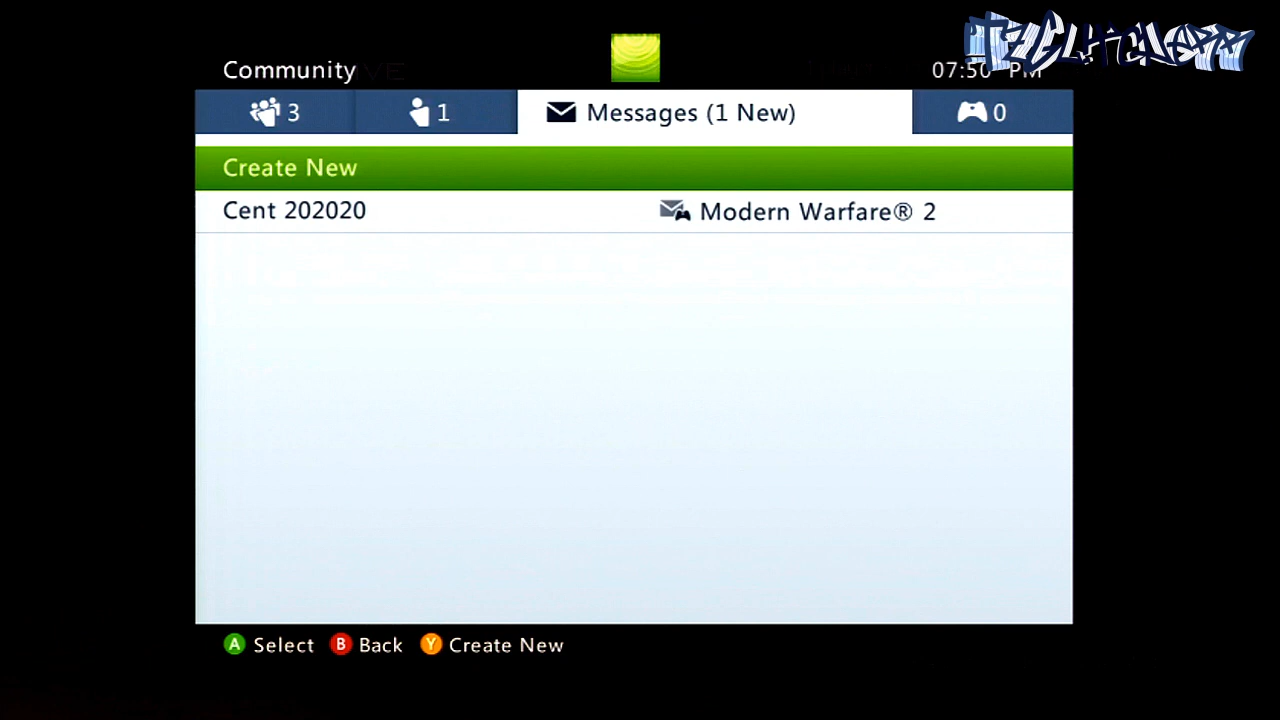 Community
07:50 PM
3
1
Messages (1 New)
0
Create New
Cent 202020
Modern Warfare® 2
A Select B Back Y Create New